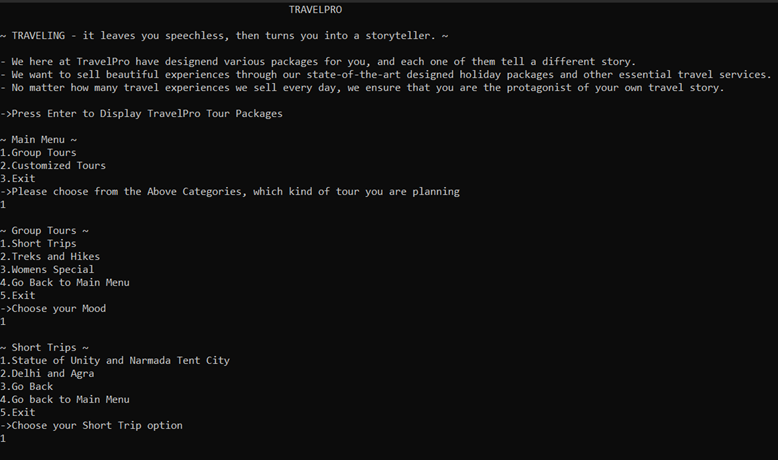 TRAVELPRO
~ TRAVELING - it leaves you speechless, then turns you into a storyteller. ~
- We here at TravelPro have designend various packages for you, and each one of them tell a different story.
- We want to sell beautiful experiences through our state-of-the-art designed holiday packages and other essential travel services.
- No matter how many travel experiences we sell every day, we ensure that you are the protagonist of your own travel story.
->Press Enter to Display TravelPro Tour Packages
~ Main Menu ~
1.Group Tours
2.Customized Tours
3.Exit
->Please choose from the Above Categories, which kind of tour you are planning
1
~ Group Tours ~
1.Short Trips
2.Treks and Hikes
3.Womens Special
4.Go Back to Main Menu
5.Exit
->Choose your Mood
1
~ Short Trips ~
1.Statue of Unity and Narmada Tent City
2.Delhi and Agra
3.Go Back
4.Go back to Main Menu
5.Exit
->Choose your Short Trip option
1